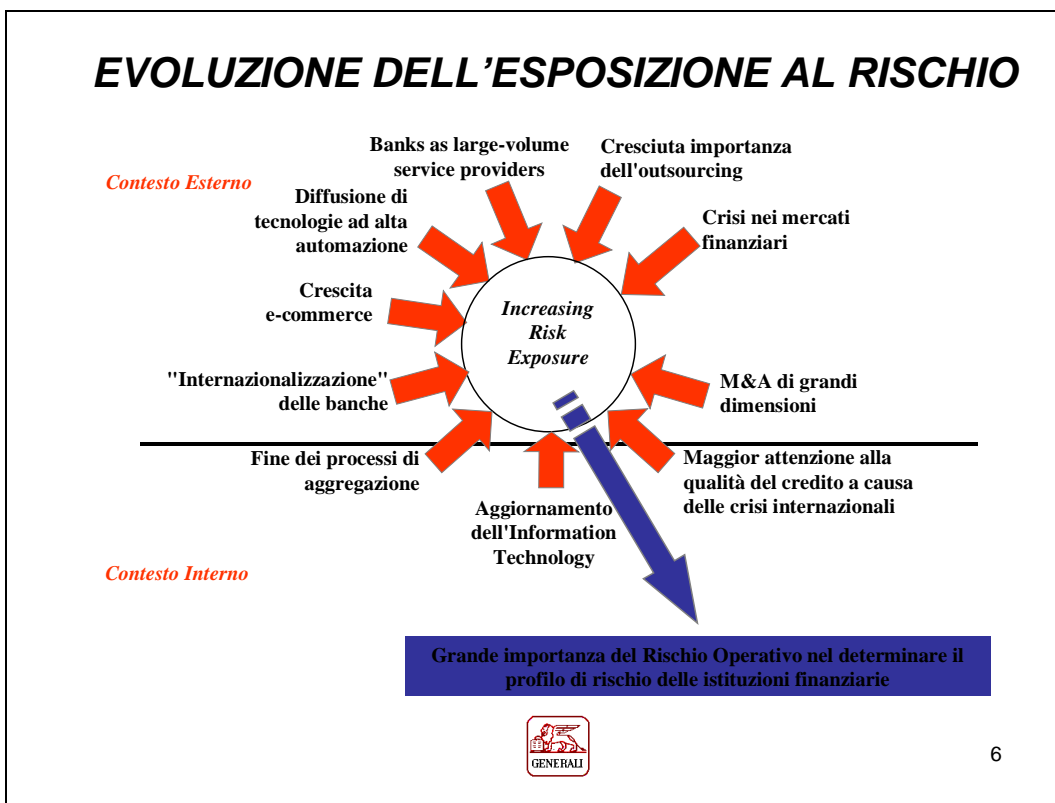 EVOLUZIONE DELL’ESPOSIZIONE AL RISCHIO
Contesto Esterno
Banks as large-volume
service providers
Cresciuta importanza
dell'outsourcing
Diffusione di
tecnologie ad alta
automazione
Crisi nei mercati
finanziari
Crescita
e-commerce
Increasing
Risk
Exposure
"Internazionalizzazione"
delle banche
M&A di grandi
dimensioni
Fine dei processi di
aggregazione
Maggior attenzione alla
qualità del credito a causa
delle crisi internazionali
Aggiornamento
dell'Information
Technology
Contesto Interno
Grande importanza del Rischio Operativo nel determinare il
profilo di rischio delle istituzioni finanziarie
GENERALI
6